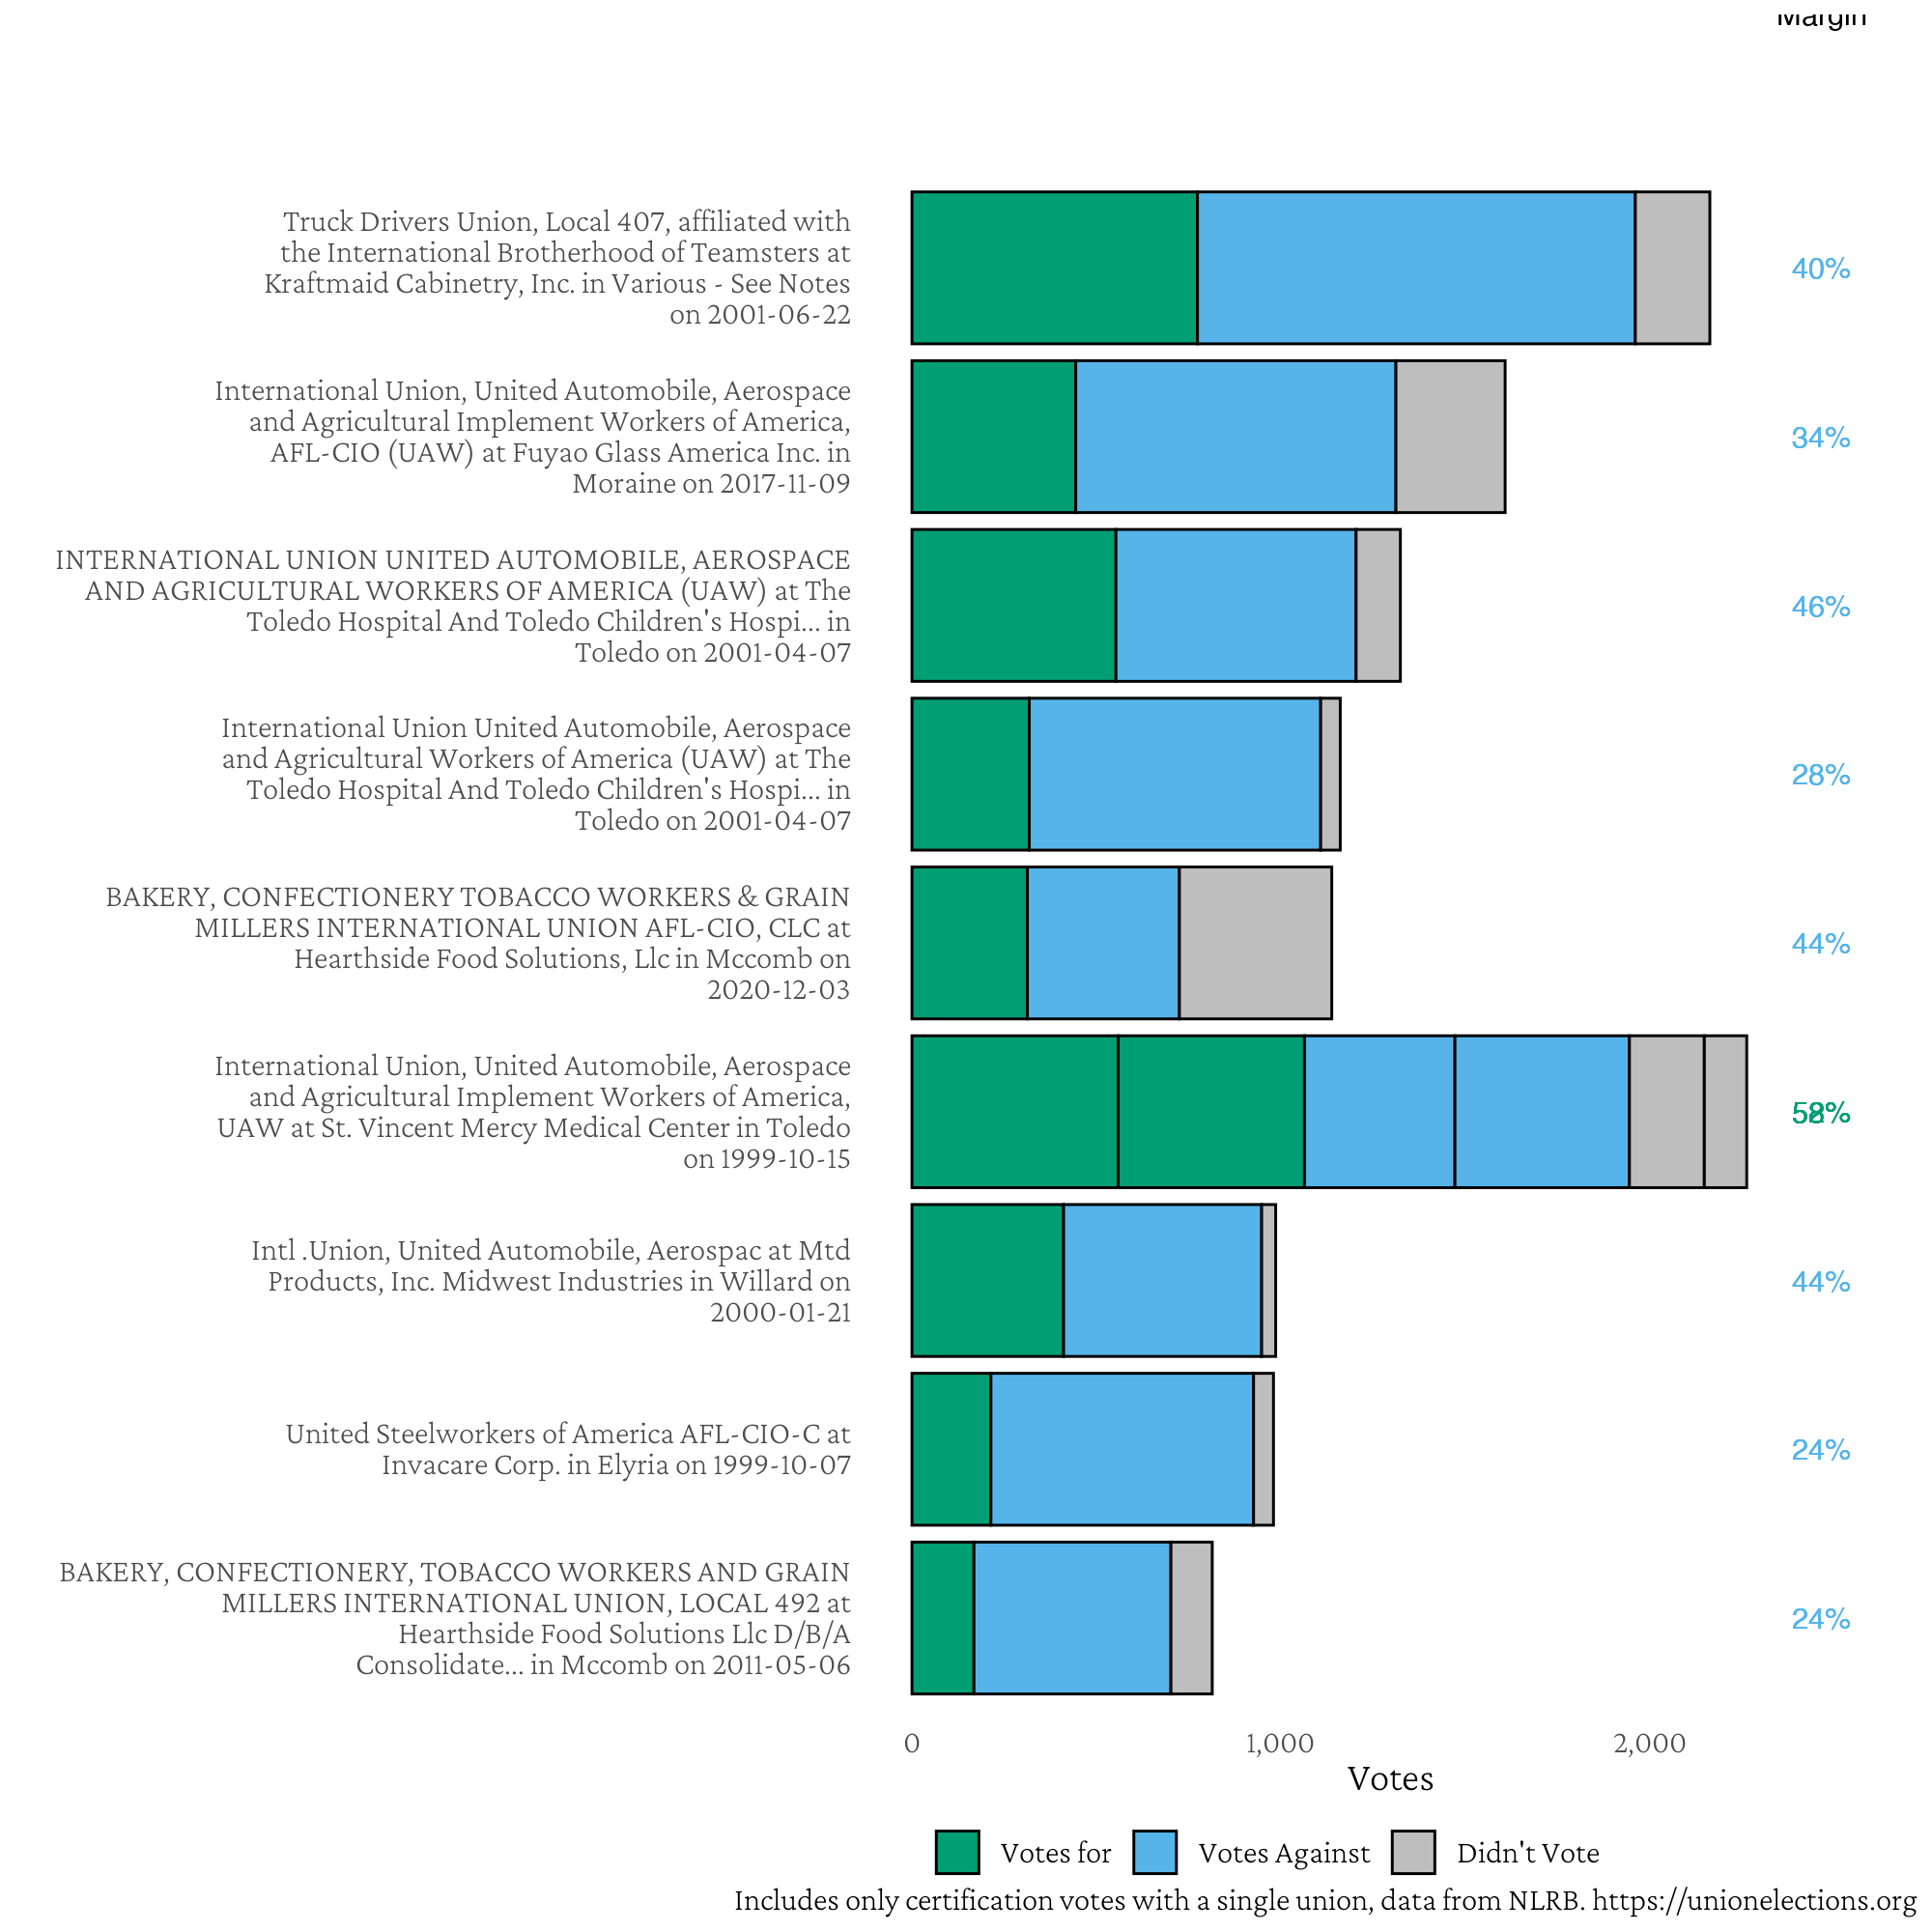 Margin
Truck Drivers Union, Local 407, affiliated with
the International Brotherhood of Teamsters at
Kraftmaid Cabinetry, Inc. in Various - See Notes
on 2001-06-22
40%
International Union, United Automobile, Aerospace
and Agricultural Implement Workers of America,
AFL-CIO (UAW) at Fuyao Glass America Inc. in
Moraine on 2017-11-09
34%
INTERNATIONAL UNION UNITED AUTOMOBILE, AEROSPACE
AND AGRICULTURAL WORKERS OF AMERICA (UAW) at The
Toledo Hospital And Toledo Children's Hospi... in
Toledo on 2001-04-07
46%
International Union United Automobile, Aerospace
and Agricultural Workers of America (UAW) at The
Toledo Hospital And Toledo Children's Hospi... in
Toledo on 2001-04-07
28%
BAKERY, CONFECTIONERY TOBACCO WORKERS & GRAIN
MILLERS INTERNATIONAL UNION AFL-CIO, CLC at
Hearthside Food Solutions, Llc in Mccomb on
2020-12-03
44%
International Union, United Automobile, Aerospace
and Agricultural Implement Workers of America,
UAW at St. Vincent Mercy Medical Center in Toledo
on 1999-10-15
Intl .Union, United Automobile, Aerospac at Mtd
Products, Inc. Midwest Industries in Willard on
2000-01-21
44%
United Steelworkers of America AFL-CIO-C at
Invacare Corp. in Elyria on 1999-10-07
24%
BAKERY, CONFECTIONERY, TOBACCO WORKERS AND GRAIN
MILLERS INTERNATIONAL UNION, LOCAL 492 at
Hearthside Food Solutions Llc D/B/A
Consolidate... in Mccomb on 2011-05-06
24%
0 1,000 2,000
Votes
Votes for Votes Against Didn't Vote
Includes only certification votes with a single union, data from NLRB. https://unionelections.org